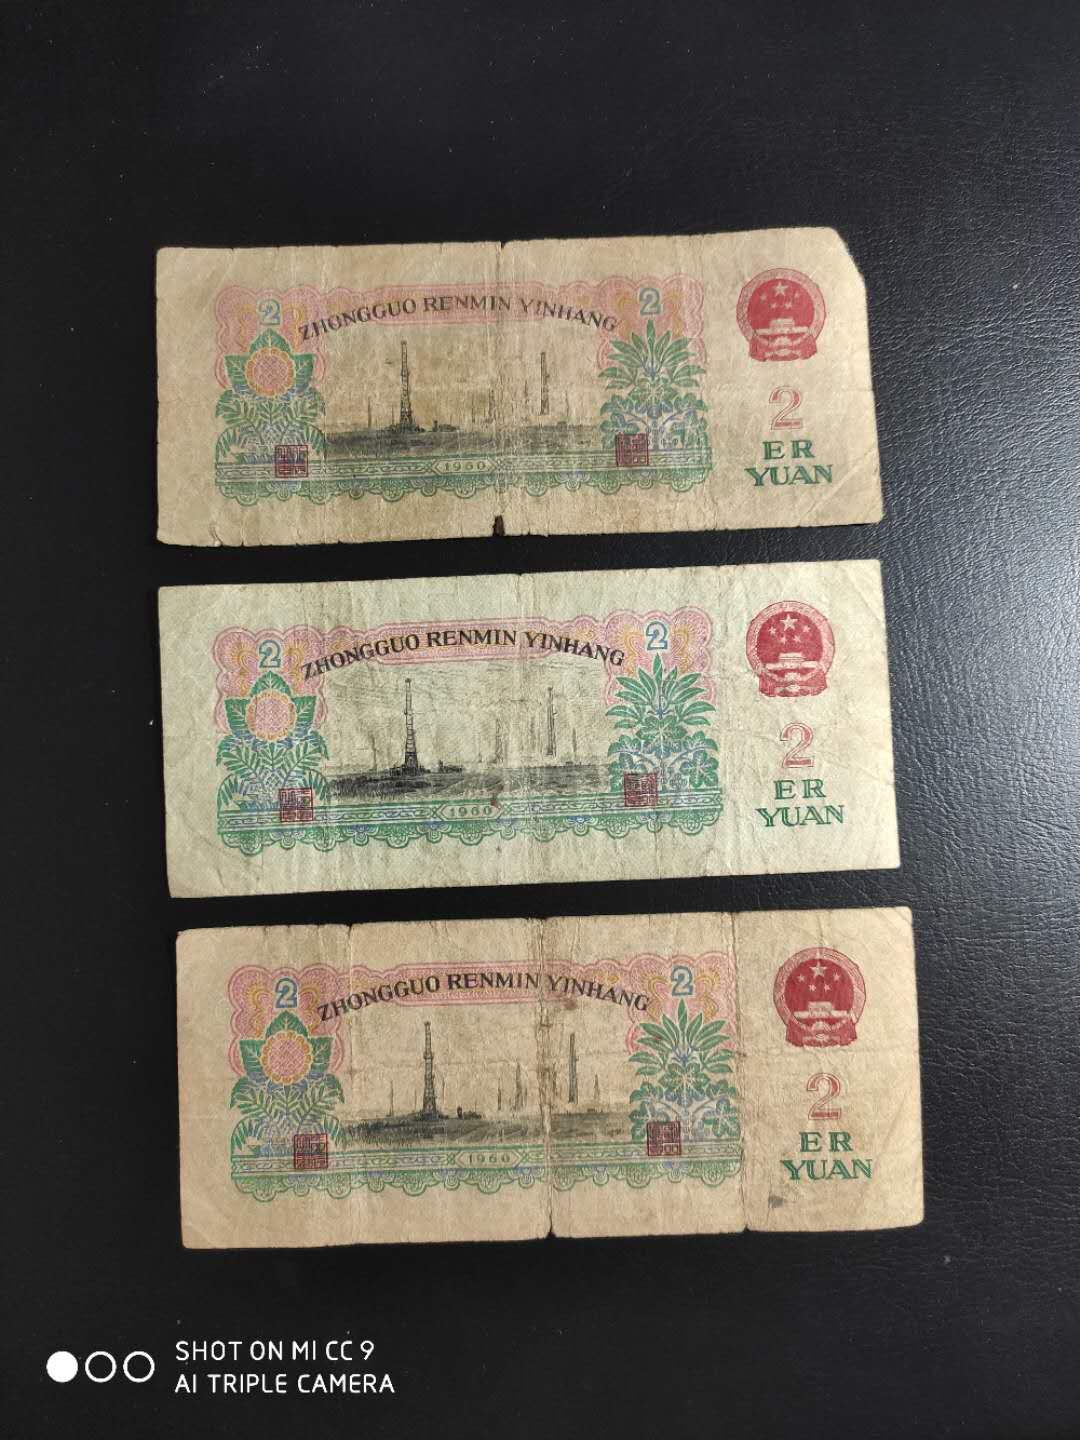 2 ZHONGGUO RENMIN YINHANG 2
1960
2
ER
YUAN
2 ZHONGGUO RENMIN YINHANG 2
1960
2
ER
YUAN
2 ZHONGGUO RENMIN YINHANG 2
1960
2
ER
YUAN
SHOT ON MI CC 9
AI TRIPLE CAMERA